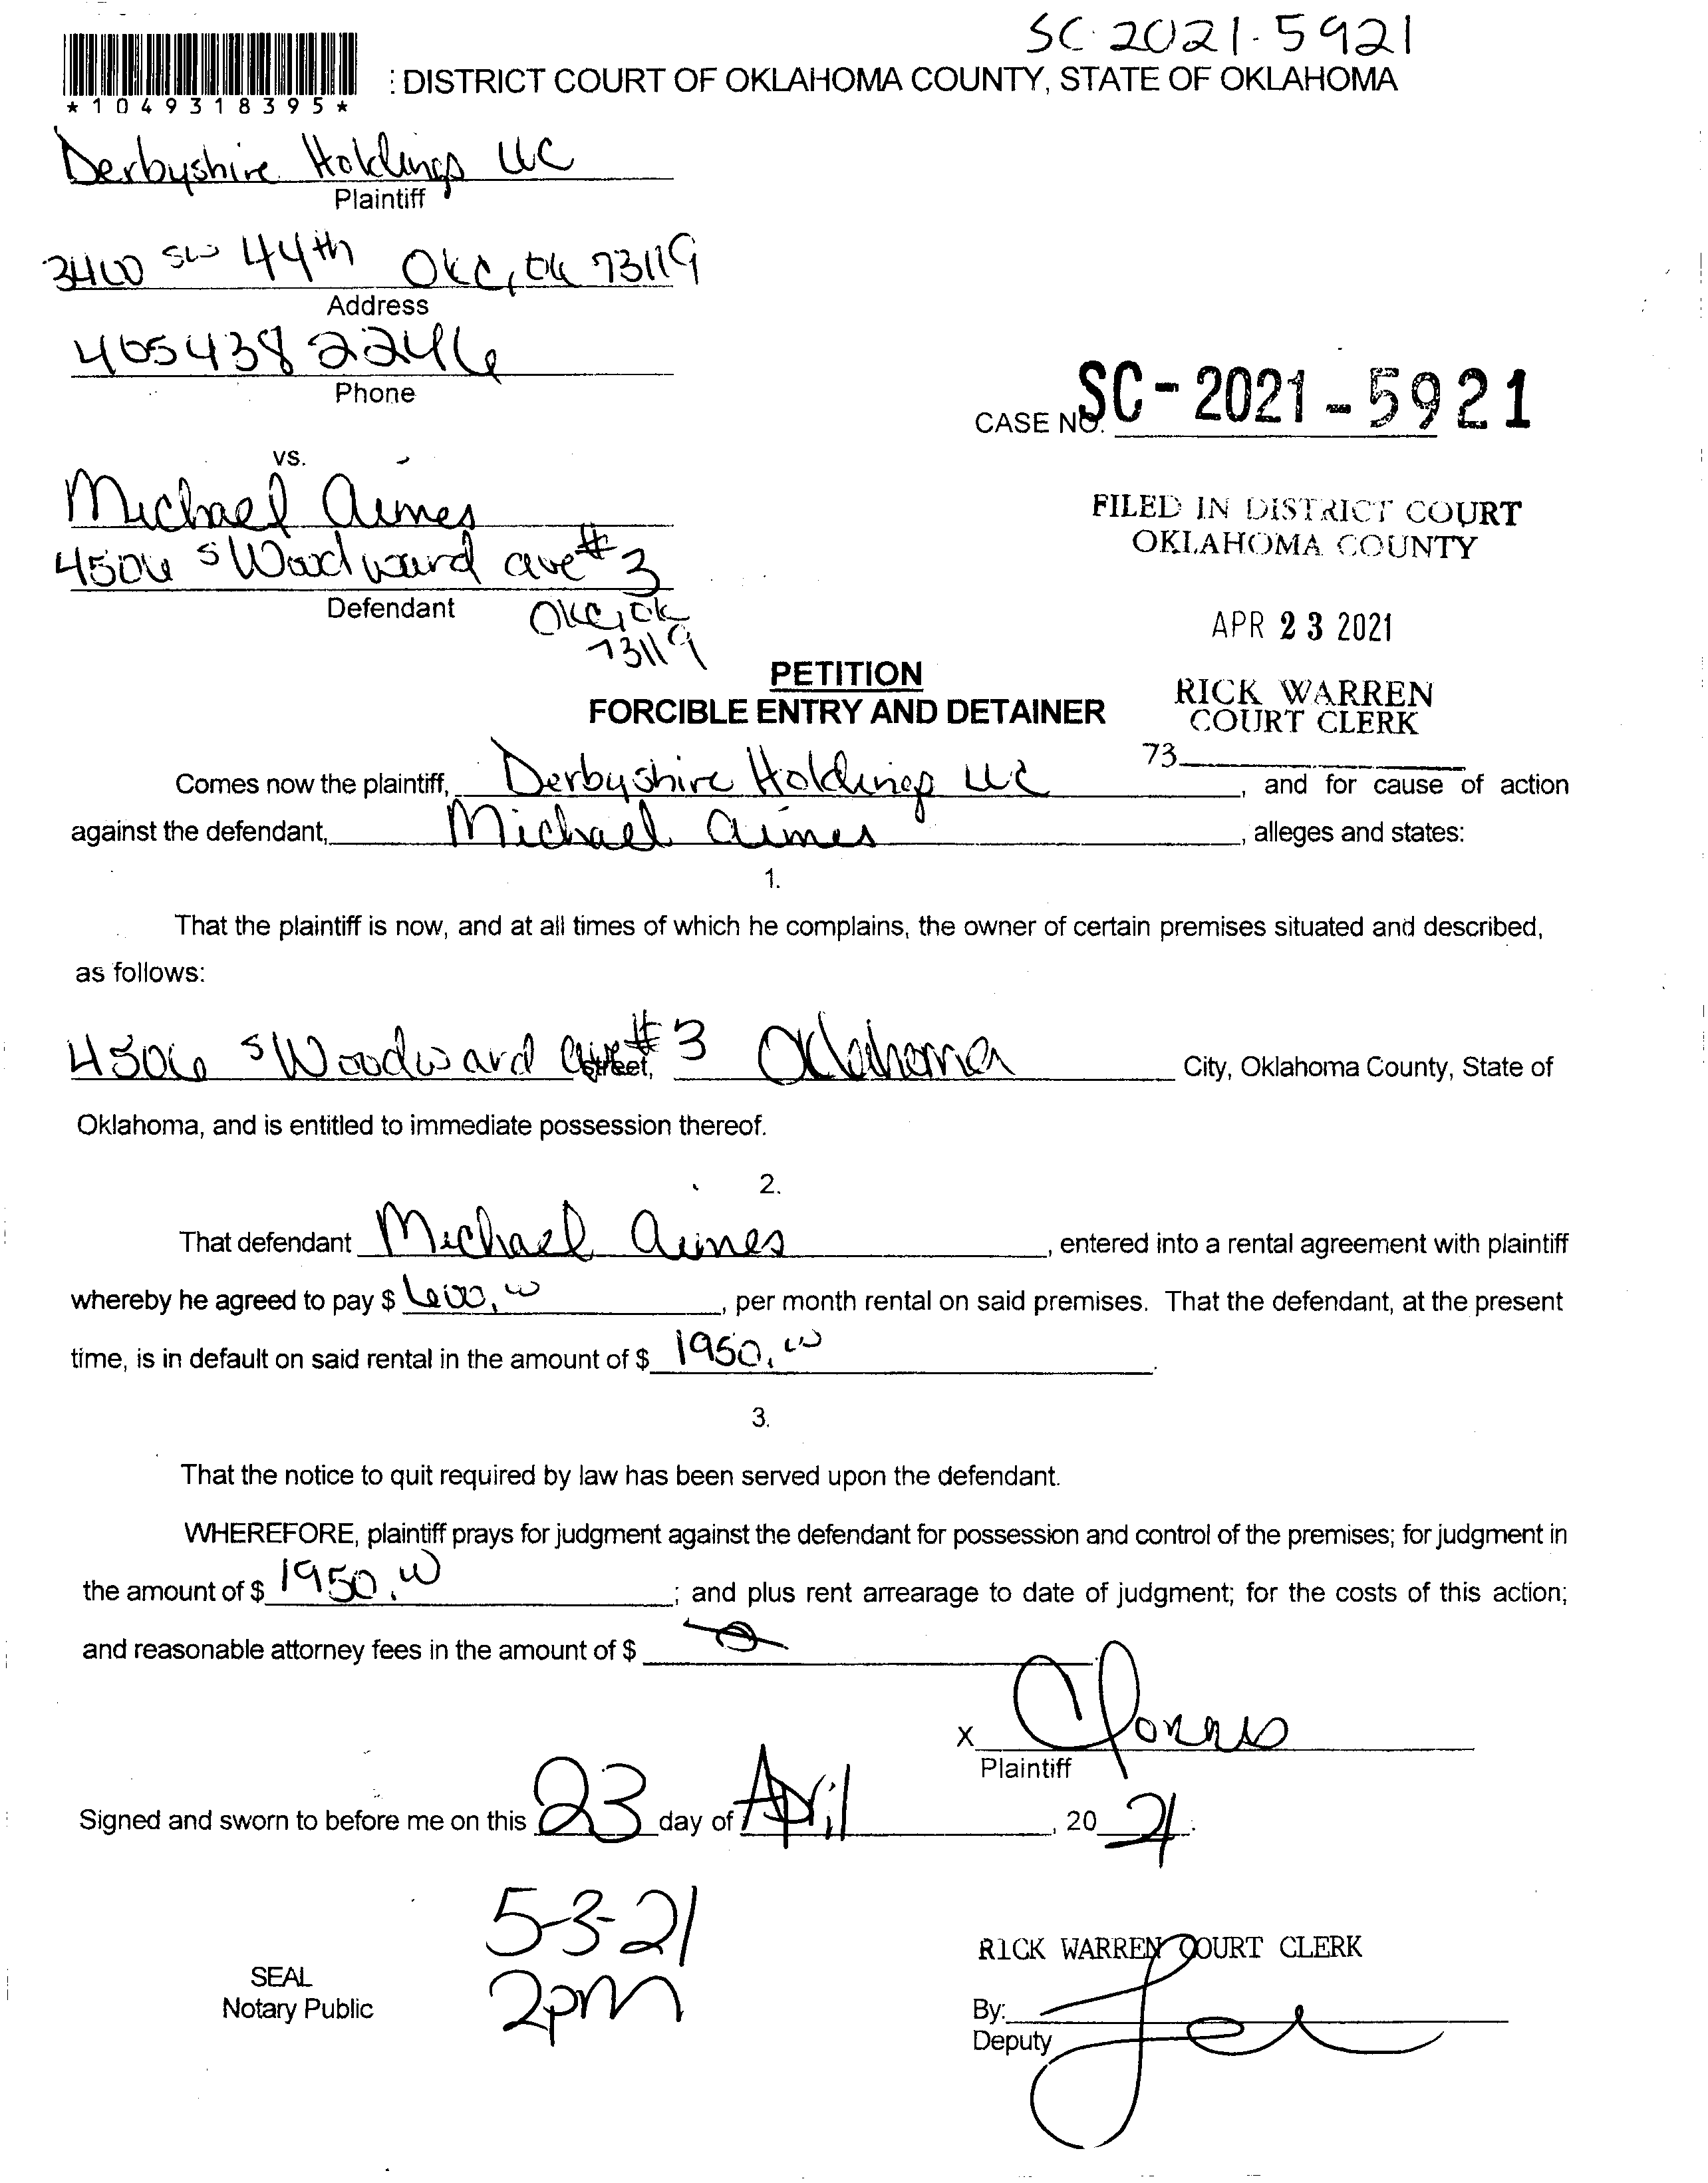 SC-2021-5921
: DISTRICT COURT OF OKLAHOMA COUNTY, STATE OF OKLAHOMA
*1049318395*
Derbyshire Holdings LLC
Plaintiff
3400 SW 44th OKC, OK 73119
Address
405 438 2246
Phone
CASE NO. SC-2021-5921
vs.
Michael Aimes
4506 S Woodward ave #3
Defendant
OKC, OK
73119
FILED IN DISTRICT COURT
OKLAHOMA COUNTY
APR 23 2021
RICK WARREN
COURT CLERK
73
PETITION
FORCIBLE ENTRY AND DETAINER
Comes now the plaintiff, Derbyshire Holdings LLC, and for cause of action
against the defendant, Michael Aimes, alleges and states:
1.
That the plaintiff is now, and at all times of which he complains, the owner of certain premises situated and described,
as follows:
4506 S Woodward ave #3 street, Oklahoma City, Oklahoma County, State of
Oklahoma, and is entitled to immediate possession thereof.
2.
That defendant Michael Aimes, entered into a rental agreement with plaintiff
whereby he agreed to pay $ 600.00, per month rental on said premises. That the defendant, at the present
time, is in default on said rental in the amount of $ 1950.00.
3.
That the notice to quit required by law has been served upon the defendant.
WHEREFORE, plaintiff prays for judgment against the defendant for possession and control of the premises; for judgment in
the amount of $ 1950.00; and plus rent arrearage to date of judgment; for the costs of this action;
and reasonable attorney fees in the amount of $ 0.
X
Plaintiff
Signed and sworn to before me on this 23 day of April, 20 21.
5-3-21
2pm
SEAL
Notary Public
RICK WARREN COURT CLERK
By:
Deputy